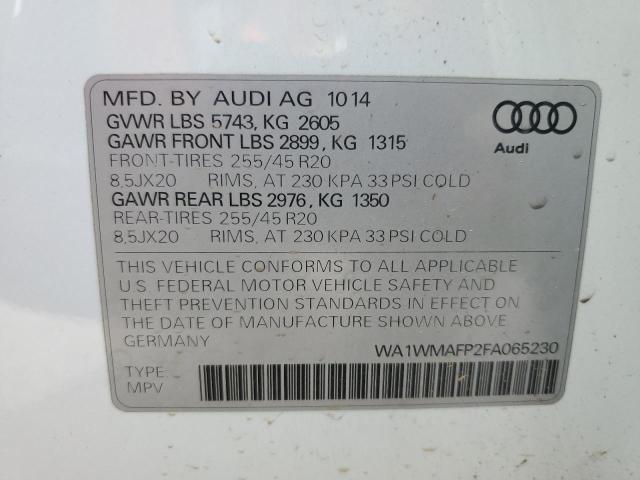 MFD. BY AUDI AG 10 14
GVWR LBS 5743, KG 2605
GAWR FRONT LBS 2899, KG 1315
FRONT-TIRES 255/45 R20
8,5JX20 RIMS, AT 230 KPA 33 PSI COLD
GAWR REAR LBS 2976, KG 1350
REAR-TIRES 255/45 R20
8,5JX20 RIMS, AT 230 KPA 33 PSI COLD
Audi
THIS VEHICLE CONFORMS TO ALL APPLICABLE
U.S. FEDERAL MOTOR VEHICLE SAFETY AND
THEFT PREVENTION STANDARDS IN EFFECT ON
THE DATE OF MANUFACTURE SHOWN ABOVE
GERMANY
WA1WMAFP2FA065230
TYPE:
MPV